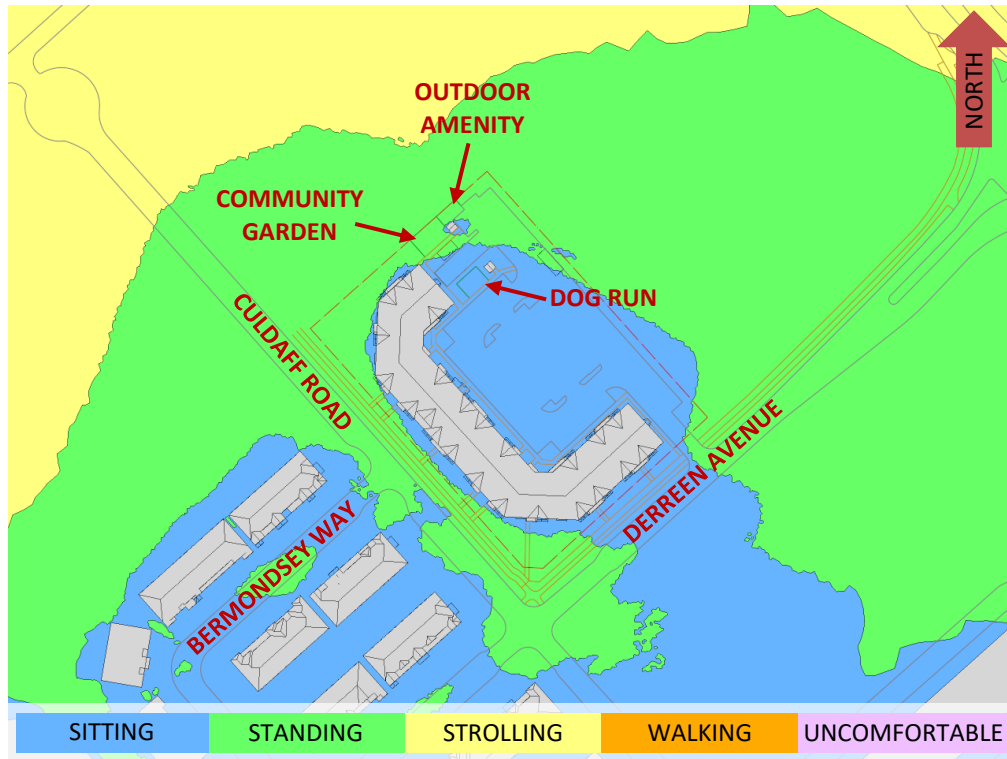 NORTH
OUTDOOR
AMENITY
COMMUNITY
GARDEN
DOG RUN
CULDAFF ROAD
DERREEN AVENUE
BERMONDSEY WAY
SITTING
STANDING
STROLLING
WALKING
UNCOMFORTABLE